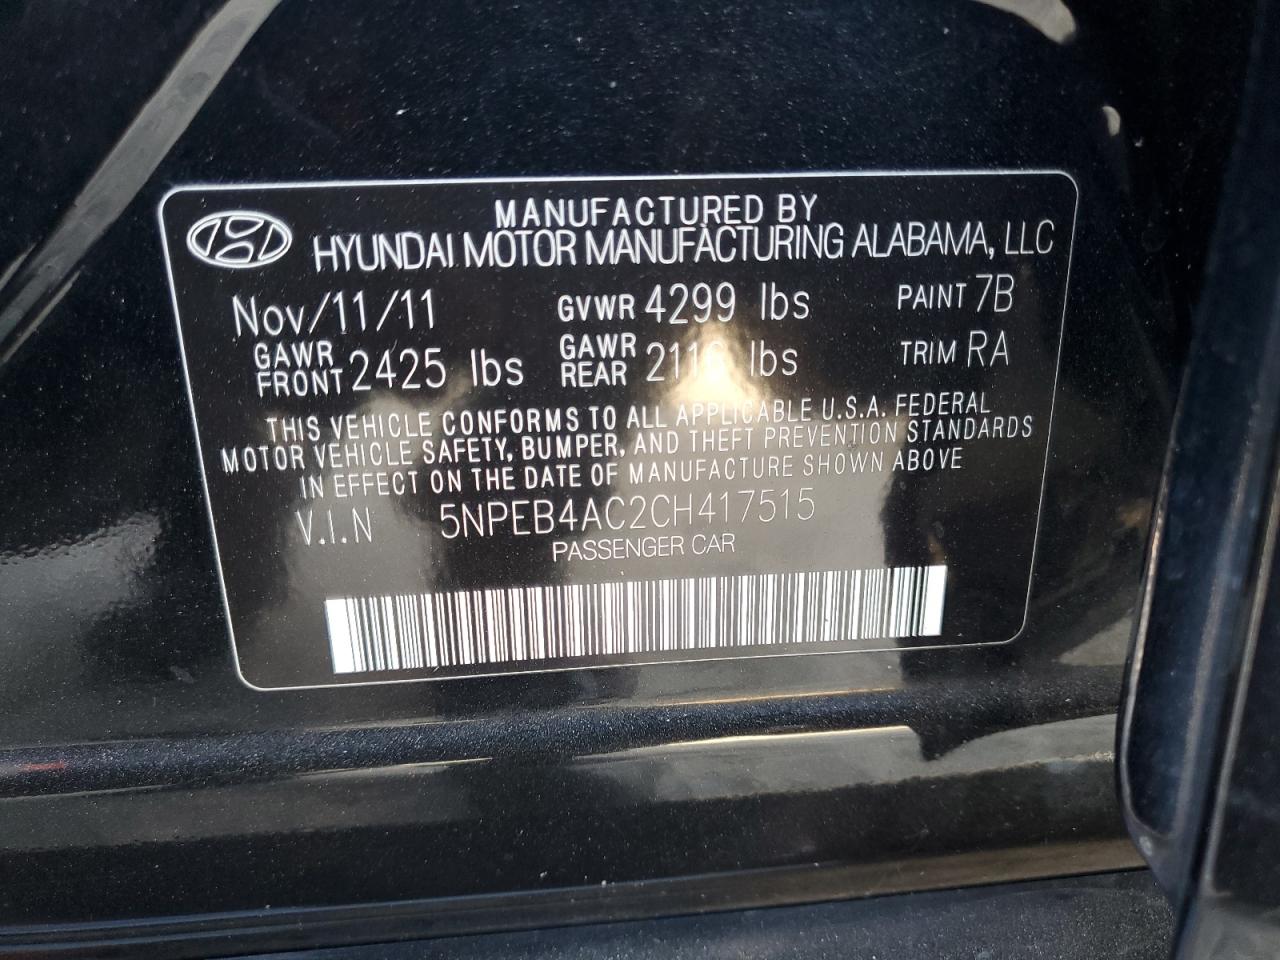 MANUFACTURED BY
HYUNDAI MOTOR MANUFACTURING ALABAMA, LLC
Nov/11/11 GVWR 4299 lbs PAINT 7B
GAWR FRONT 2425 lbs GAWR REAR lbs TRIM RA
THIS VEHICLE CONFORMS TO ALL APPLICABLE U.S.A. FEDERAL
MOTOR VEHICLE SAFETY, BUMPER, AND THEFT PREVENTION STANDARDS
IN EFFECT ON THE DATE OF MANUFACTURE SHOWN ABOVE
V.I.N 5NPEB4AC2CH417515
PASSENGER CAR